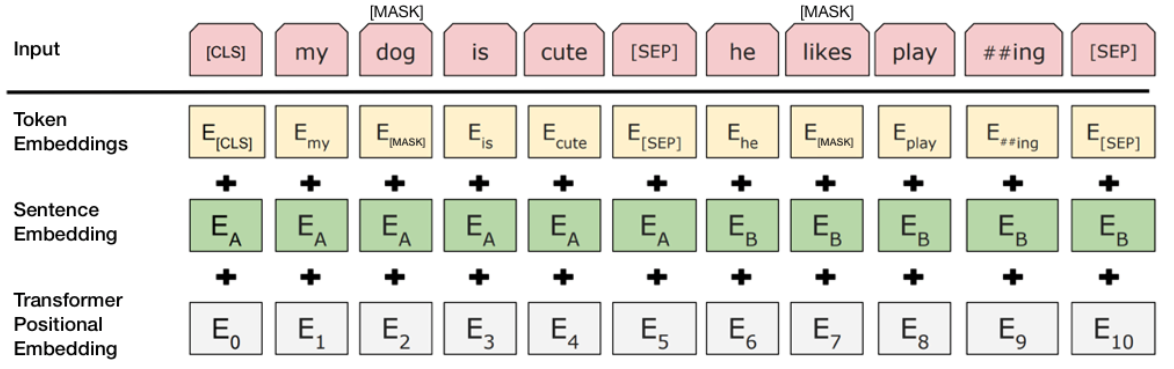 [MASK] [MASK]
Input [CLS] my dog is cute [SEP] he likes play ##ing [SEP]
Token
Embeddings
E[CLS] Emy E[MASK] Eis Ecute E[SEP] Ehe E[MASK] Eplay E##ing E[SEP]
+ + + + + + + + + + +
Sentence
Embedding
EA EA EA EA EA EA EB EB EB EB EB
+ + + + + + + + + + +
Transformer
Positional
Embedding
E0 E1 E2 E3 E4 E5 E6 E7 E8 E9 E10